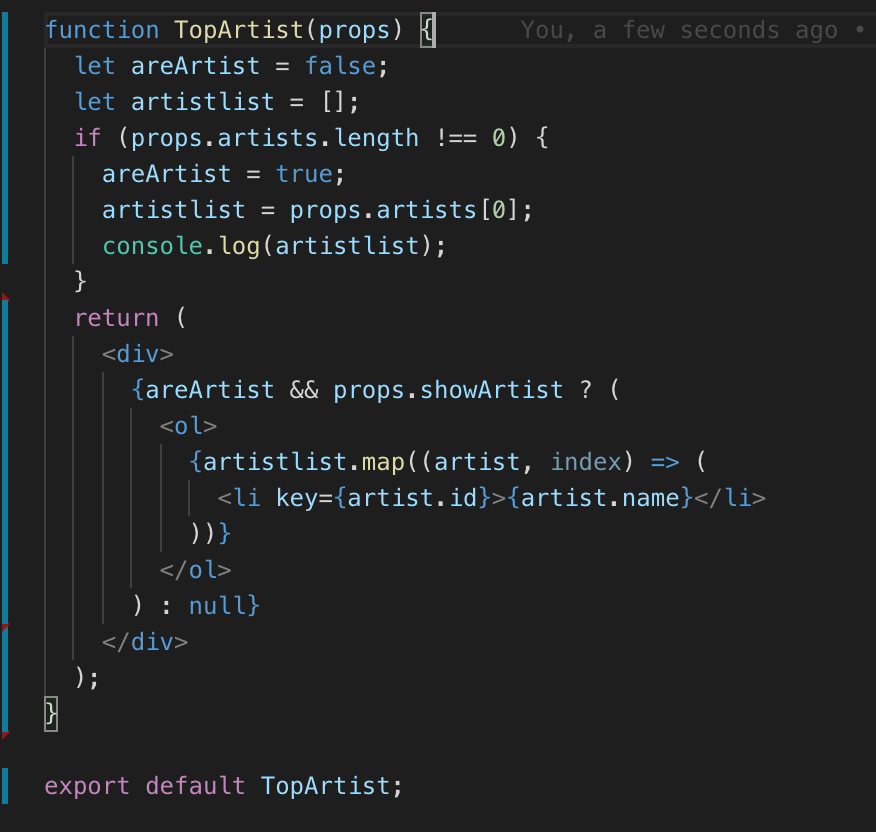 function TopArtist(props) {        You, a few seconds ago •
  let areArtist = false;
  let artistlist = [];
  if (props.artists.length !== 0) {
    areArtist = true;
    artistlist = props.artists[0];
    console.log(artistlist);
  }
  return (
    <div>
      {areArtist && props.showArtist ? (
        <ol>
          {artistlist.map((artist, index) => (
            <li key={artist.id}>{artist.name}</li>
          ))}
        </ol>
      ) : null}
    </div>
  );
}

export default TopArtist;